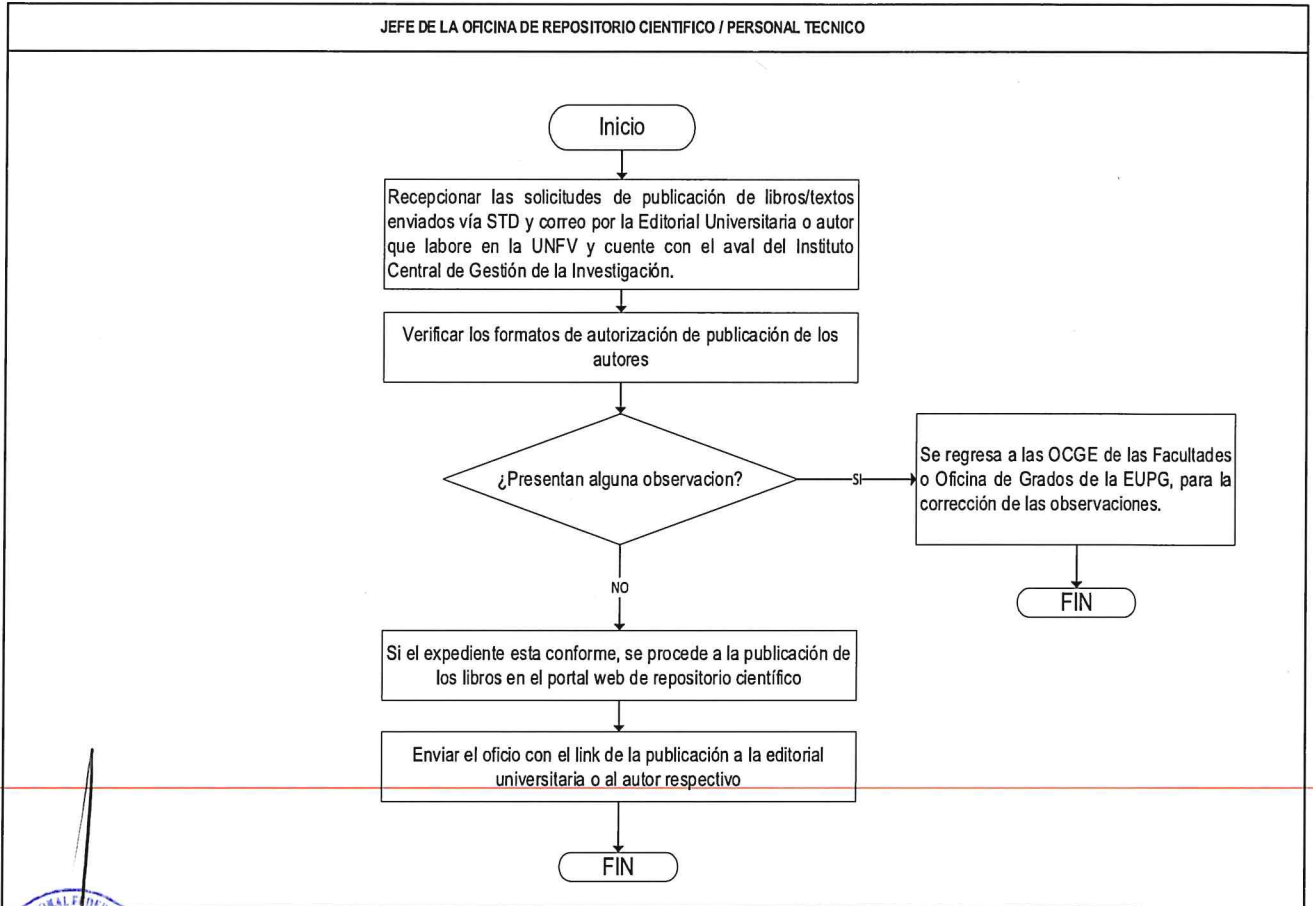 JEFE DE LA OFICINA DE REPOSITORIO CIENTIFICO / PERSONAL TECNICO
Inicio
Recepcionar las solicitudes de publicación de libros/textos
enviados vía STD y correo por la Editorial Universitaria o autor
que labore en la UNFV y cuente con el aval del Instituto
Central de Gestión de la Investigación.
Verificar los formatos de autorización de publicación de los
autores
¿Presentan alguna observacion?
SI
Se regresa a las OCGE de las Facultades
o Oficina de Grados de la EUPG, para la
corrección de las observaciones.
FIN
NO
Si el expediente esta conforme, se procede a la publicación de
los libros en el portal web de repositorio científico
Enviar el oficio con el link de la publicación a la editorial
universitaria o al autor respectivo
FIN